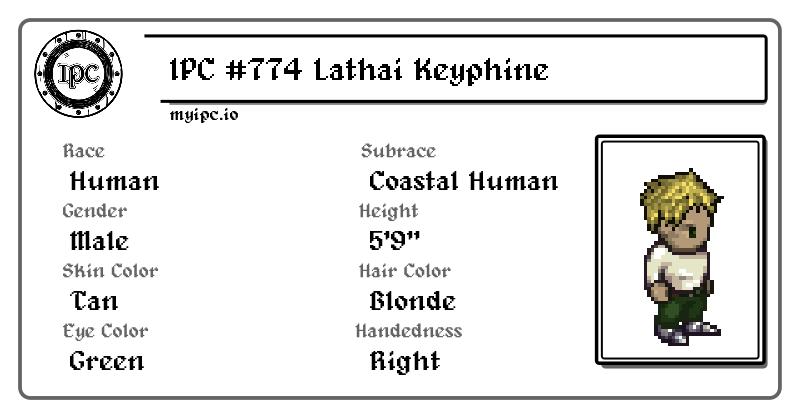 IPC
IPC #774 Lathai Keyphine
myipc.io
Race
Subrace
Human
Coastal Human
Gender
Height
Male
5'9"
Skin Color
Hair Color
Tan
Blonde
Eye Color
Handedness
Green
Right